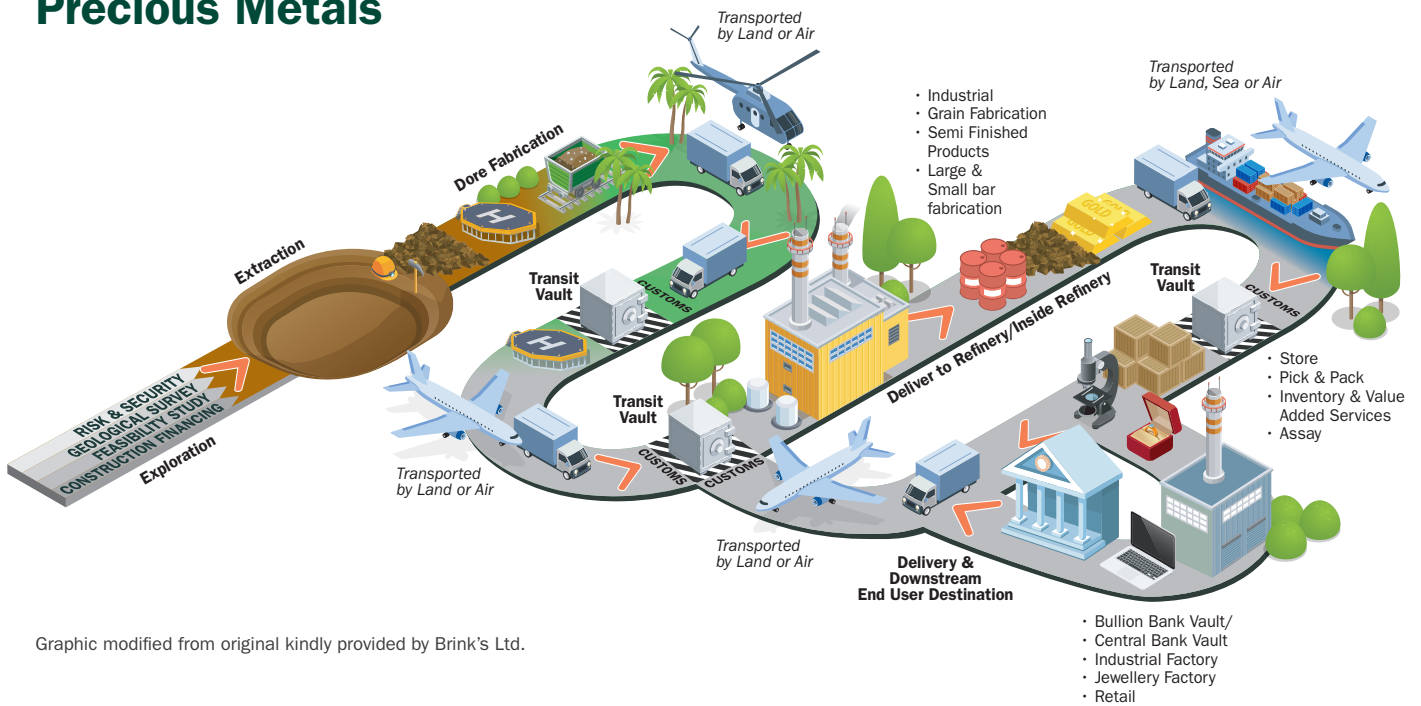 Precious Metals
Transported
by Land or Air
Transported
by Land, Sea or Air
• Industrial
• Grain Fabrication
• Semi Finished
Products
• Large &
Small bar
fabrication
Dore Fabrication
H
Extraction
GOLD
GOLD
Transit
Vault
CUSTOMS
Transit
Vault
CUSTOMS
H
Deliver to Refinery/Inside Refinery
RISK & SECURITY
GEOLOGICAL SURVEY
FEASIBILITY STUDY
CONSTRUCTION FINANCING
Exploration
• Store
• Pick & Pack
• Inventory & Value
Added Services
• Assay
Transit
Vault
CUSTOMS
CUSTOMS
Transported
by Land or Air
Transported
by Land or Air
Delivery &
Downstream
End User Destination
• Bullion Bank Vault/
• Central Bank Vault
• Industrial Factory
• Jewellery Factory
• Retail
Graphic modified from original kindly provided by Brink's Ltd.